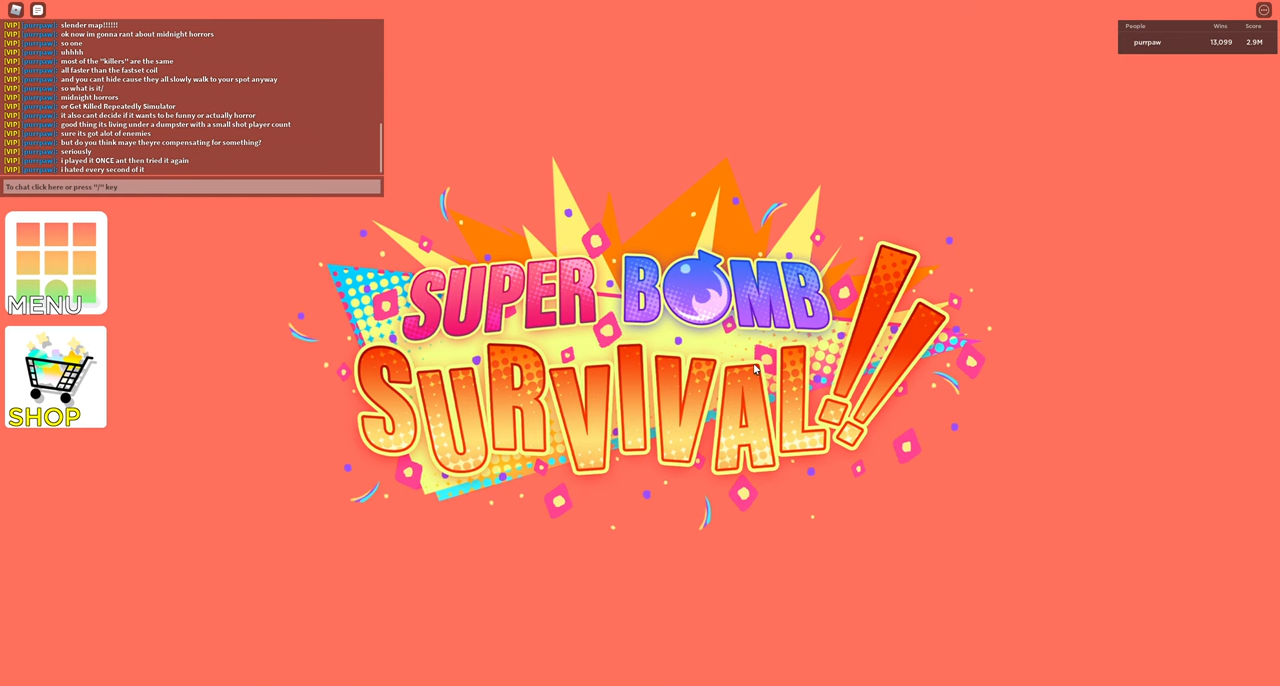 [VIP] [purrpaw]: slender map!!!!!!
[VIP] [purrpaw]: ok now im gonna rant about midnight horrors
[VIP] [purrpaw]: so one
[VIP] [purrpaw]: uhhhh
[VIP] [purrpaw]: most of the "killers" are the same
[VIP] [purrpaw]: all faster than the fastset coil
[VIP] [purrpaw]: and you cant hide cause they all slowly walk to your spot anyway
[VIP] [purrpaw]: so what is it/
[VIP] [purrpaw]: midnight horrors
[VIP] [purrpaw]: or Get Killed Repeatedly Simulator
[VIP] [purrpaw]: it also cant decide if it wants to be funny or actually horror
[VIP] [purrpaw]: good thing its living under a dumpster with a small shot player count
[VIP] [purrpaw]: sure its got alot of enemies
[VIP] [purrpaw]: but do you think maye theyre compensating for something?
[VIP] [purrpaw]: seriously
[VIP] [purrpaw]: i played it ONCE ant then tried it again
[VIP] [purrpaw]: i hated every second of it
To chat click here or press "/" key
People Wins Score
purrpaw 13,099 2.9M
MENU
SHOP
SUPER BOMB
SURVIVAL!!